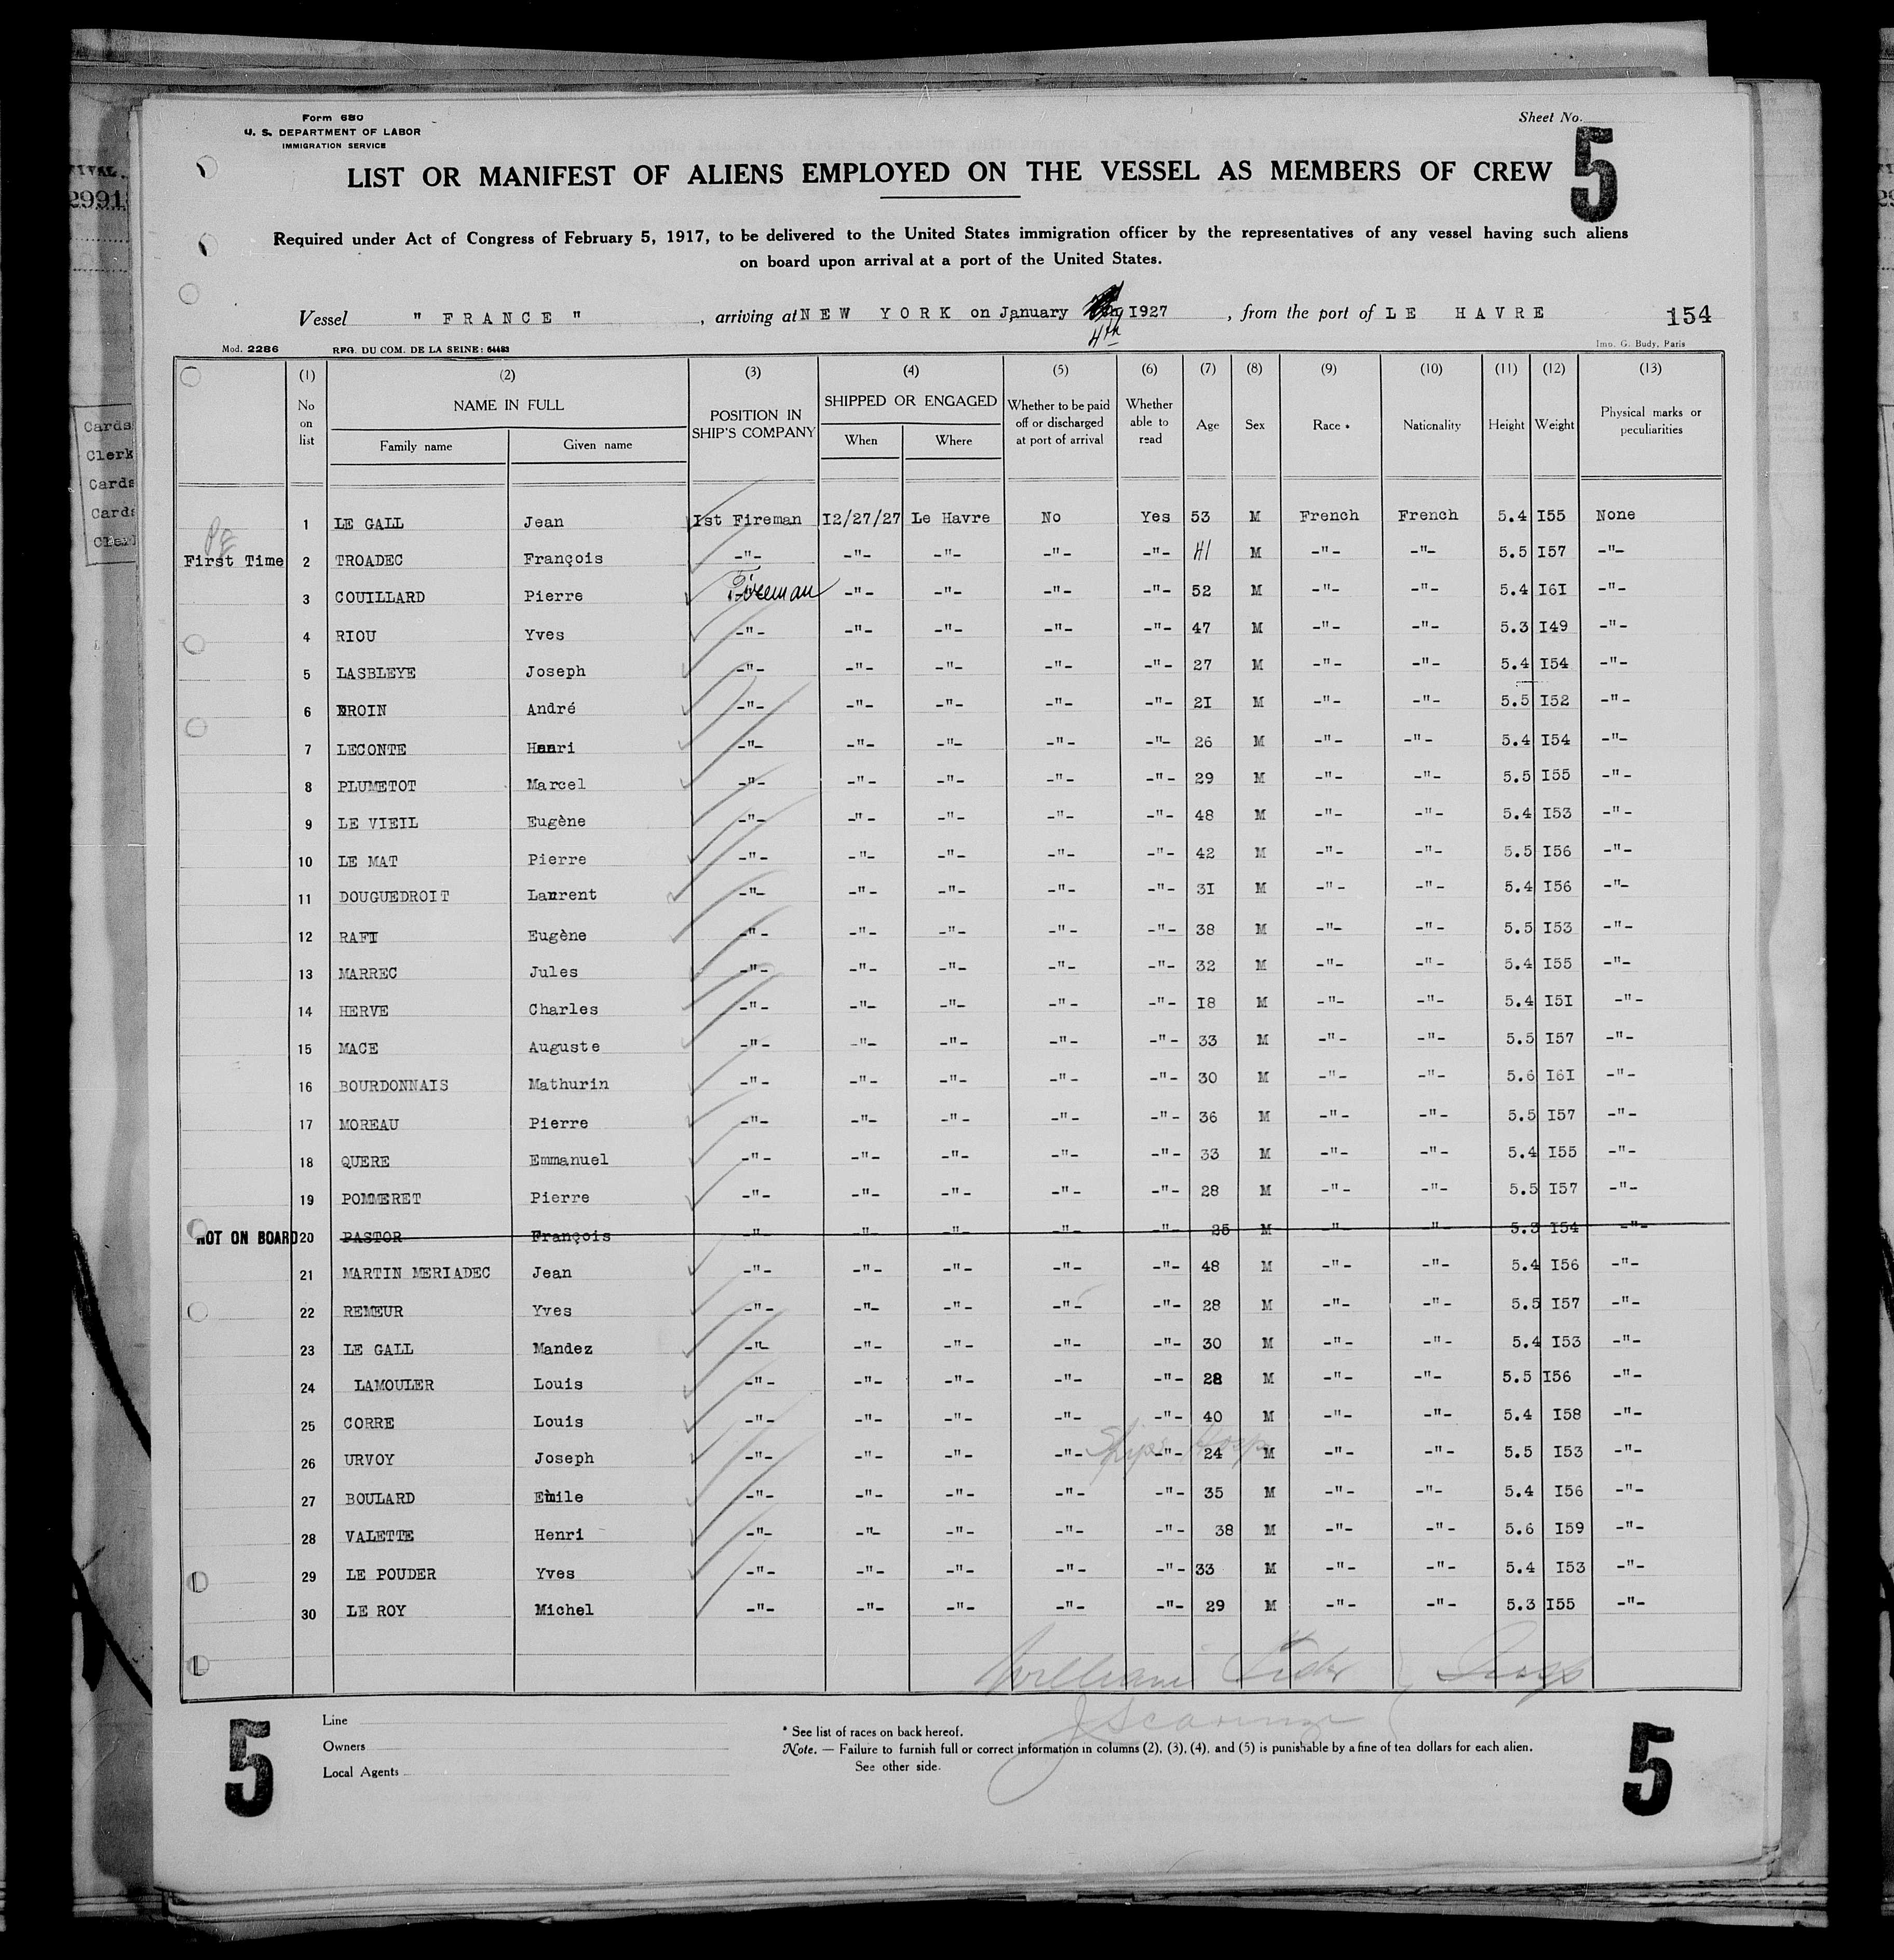 Form 680
U. S. DEPARTMENT OF LABOR
IMMIGRATION SERVICE
Sheet No.
5
LIST OR MANIFEST OF ALIENS EMPLOYED ON THE VESSEL AS MEMBERS OF CREW
Required under Act of Congress of February 5, 1917, to be delivered to the United States immigration officer by the representatives of any vessel having such aliens
on board upon arrival at a port of the United States.
Vessel " FRANCE " , arriving at NEW YORK on January 4th 1927 , from the port of LE HAVRE 154
Mod. 2286 REG. DU COM. DE LA SEINE: 64483 Imp. G. Budy, Paris
(1) (2) (3) (4) (5) (6) (7) (8) (9) (10) (11) (12) (13)
No on list NAME IN FULL Family name Given name POSITION IN SHIP'S COMPANY SHIPPED OR ENGAGED When Where Whether to be paid off or discharged at port of arrival Whether able to read Age Sex Race * Nationality Height Weight Physical marks or peculiarities
1 LE GALL Jean Ist Fireman I2/27/27 Le Havre No Yes 53 M French French 5.4 I55 None
First Time 2 TROADEC François -"- -"- -"- -"- -"- 41 M -"- -"- 5.5 I57 -"-
3 COUILLARD Pierre Fireman -"- -"- -"- -"- 52 M -"- -"- 5.4 I6I -"-
4 RIOU Yves -"- -"- -"- -"- -"- 47 M -"- -"- 5.3 I49 -"-
5 LASBLEYE Joseph -"- -"- -"- -"- -"- 27 M -"- -"- 5.4 I54 -"-
6 DROIN André -"- -"- -"- -"- -"- 2I M -"- -"- 5.5 I52 -"-
7 LECONTE Henri -"- -"- -"- -"- -"- 26 M -"- -"- 5.4 I54 -"-
8 PLUMETOT Marcel -"- -"- -"- -"- -"- 29 M -"- -"- 5.5 I55 -"-
9 LE VIEIL Eugène -"- -"- -"- -"- -"- 48 M -"- -"- 5.4 I53 -"-
10 LE MAT Pierre -"- -"- -"- -"- -"- 42 M -"- -"- 5.5 I56 -"-
11 DOUGUEDROIT Laurent -"- -"- -"- -"- -"- 3I M -"- -"- 5.4 I56 -"-
12 RAFI Eugène -"- -"- -"- -"- -"- 38 M -"- -"- 5.5 I53 -"-
13 MARREC Jules -"- -"- -"- -"- -"- 32 M -"- -"- 5.4 I55 -"-
14 HERVE Charles -"- -"- -"- -"- -"- I8 M -"- -"- 5.4 I5I -"-
15 MACE Auguste -"- -"- -"- -"- -"- 33 M -"- -"- 5.5 I57 -"-
16 BOURDONNAIS Mathurin -"- -"- -"- -"- -"- 30 M -"- -"- 5.6 I6I -"-
17 MOREAU Pierre -"- -"- -"- -"- -"- 36 M -"- -"- 5.5 I57 -"-
18 QUERE Emmanuel -"- -"- -"- -"- -"- 33 M -"- -"- 5.4 I55 -"-
19 POMMERET Pierre -"- -"- -"- -"- -"- 28 M -"- -"- 5.5 I57 -"-
NOT ON BOARD 20 PASTOR François -"- -"- -"- -"- -"- 25 M -"- -"- 5.3 I54 -"-
21 MARTIN MERIADEC Jean -"- -"- -"- -"- -"- 48 M -"- -"- 5.4 I56 -"-
22 REMEUR Yves -"- -"- -"- -"- -"- 28 M -"- -"- 5.5 I57 -"-
23 LE GALL Mandez -"- -"- -"- -"- -"- 30 M -"- -"- 5.4 I53 -"-
24 LAMOULER Louis -"- -"- -"- -"- -"- 28 M -"- -"- 5.5 I56 -"-
25 CORRE Louis -"- -"- -"- -"- -"- 40 M -"- -"- 5.4 I58 -"-
26 URVOY Joseph -"- -"- -"- -"- -"- 24 M -"- -"- 5.5 I53 -"-
27 BOULARD Emile -"- -"- -"- -"- -"- 35 M -"- -"- 5.4 I56 -"-
28 VALETTE Henri -"- -"- -"- -"- -"- 38 M -"- -"- 5.6 I59 -"-
29 LE POUDER Yves -"- -"- -"- -"- -"- 33 M -"- -"- 5.4 I53 -"-
30 LE ROY Michel -"- -"- -"- -"- -"- 29 M -"- -"- 5.3 I55 -"-
William
5
Line
Owners
Local Agents
* See list of races on back hereof.
Note. — Failure to furnish full or correct information in columns (2), (3), (4), and (5) is punishable by a fine of ten dollars for each alien.
See other side.
5